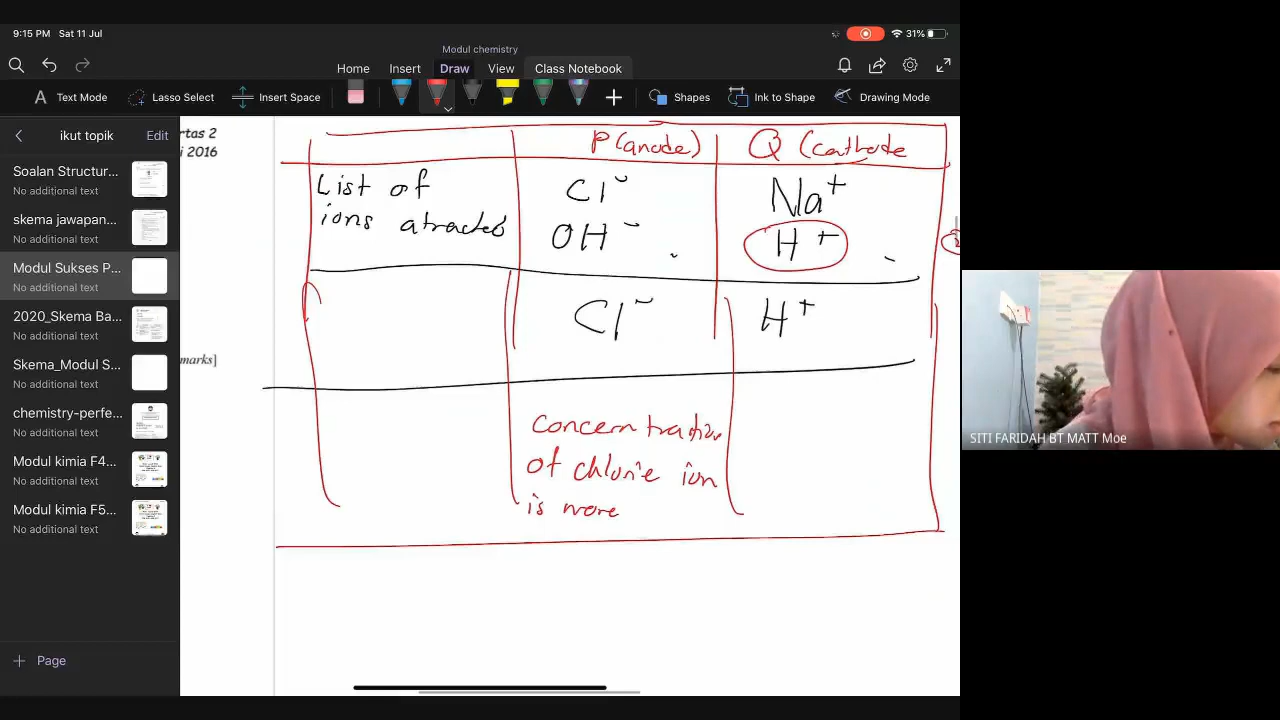 9:15 PM Sat 11 Jul
31%
Modul chemistry
Home Insert Draw View Class Notebook
Text Mode Lasso Select Insert Space Shapes Ink to Shape Drawing Mode
ikut topik Edit
Soalan Structur...
No additional text
skema jawapan...
No additional text
Modul Sukses P...
No additional text
2020_Skema Ba...
No additional text
Skema_Modul S...
No additional text
chemistry-perfe...
No additional text
Modul kimia F4...
No additional text
Modul kimia F5...
No additional text
Page
rtas 2
i 2016
marks]
P (anode) Q (cathode
List of
ions atracted
Cl⁻
OH⁻
Na⁺
H⁺
Cl⁻ H⁺
concerntration
of chlorie ion
is more
SITI FARIDAH BT MATT Moe